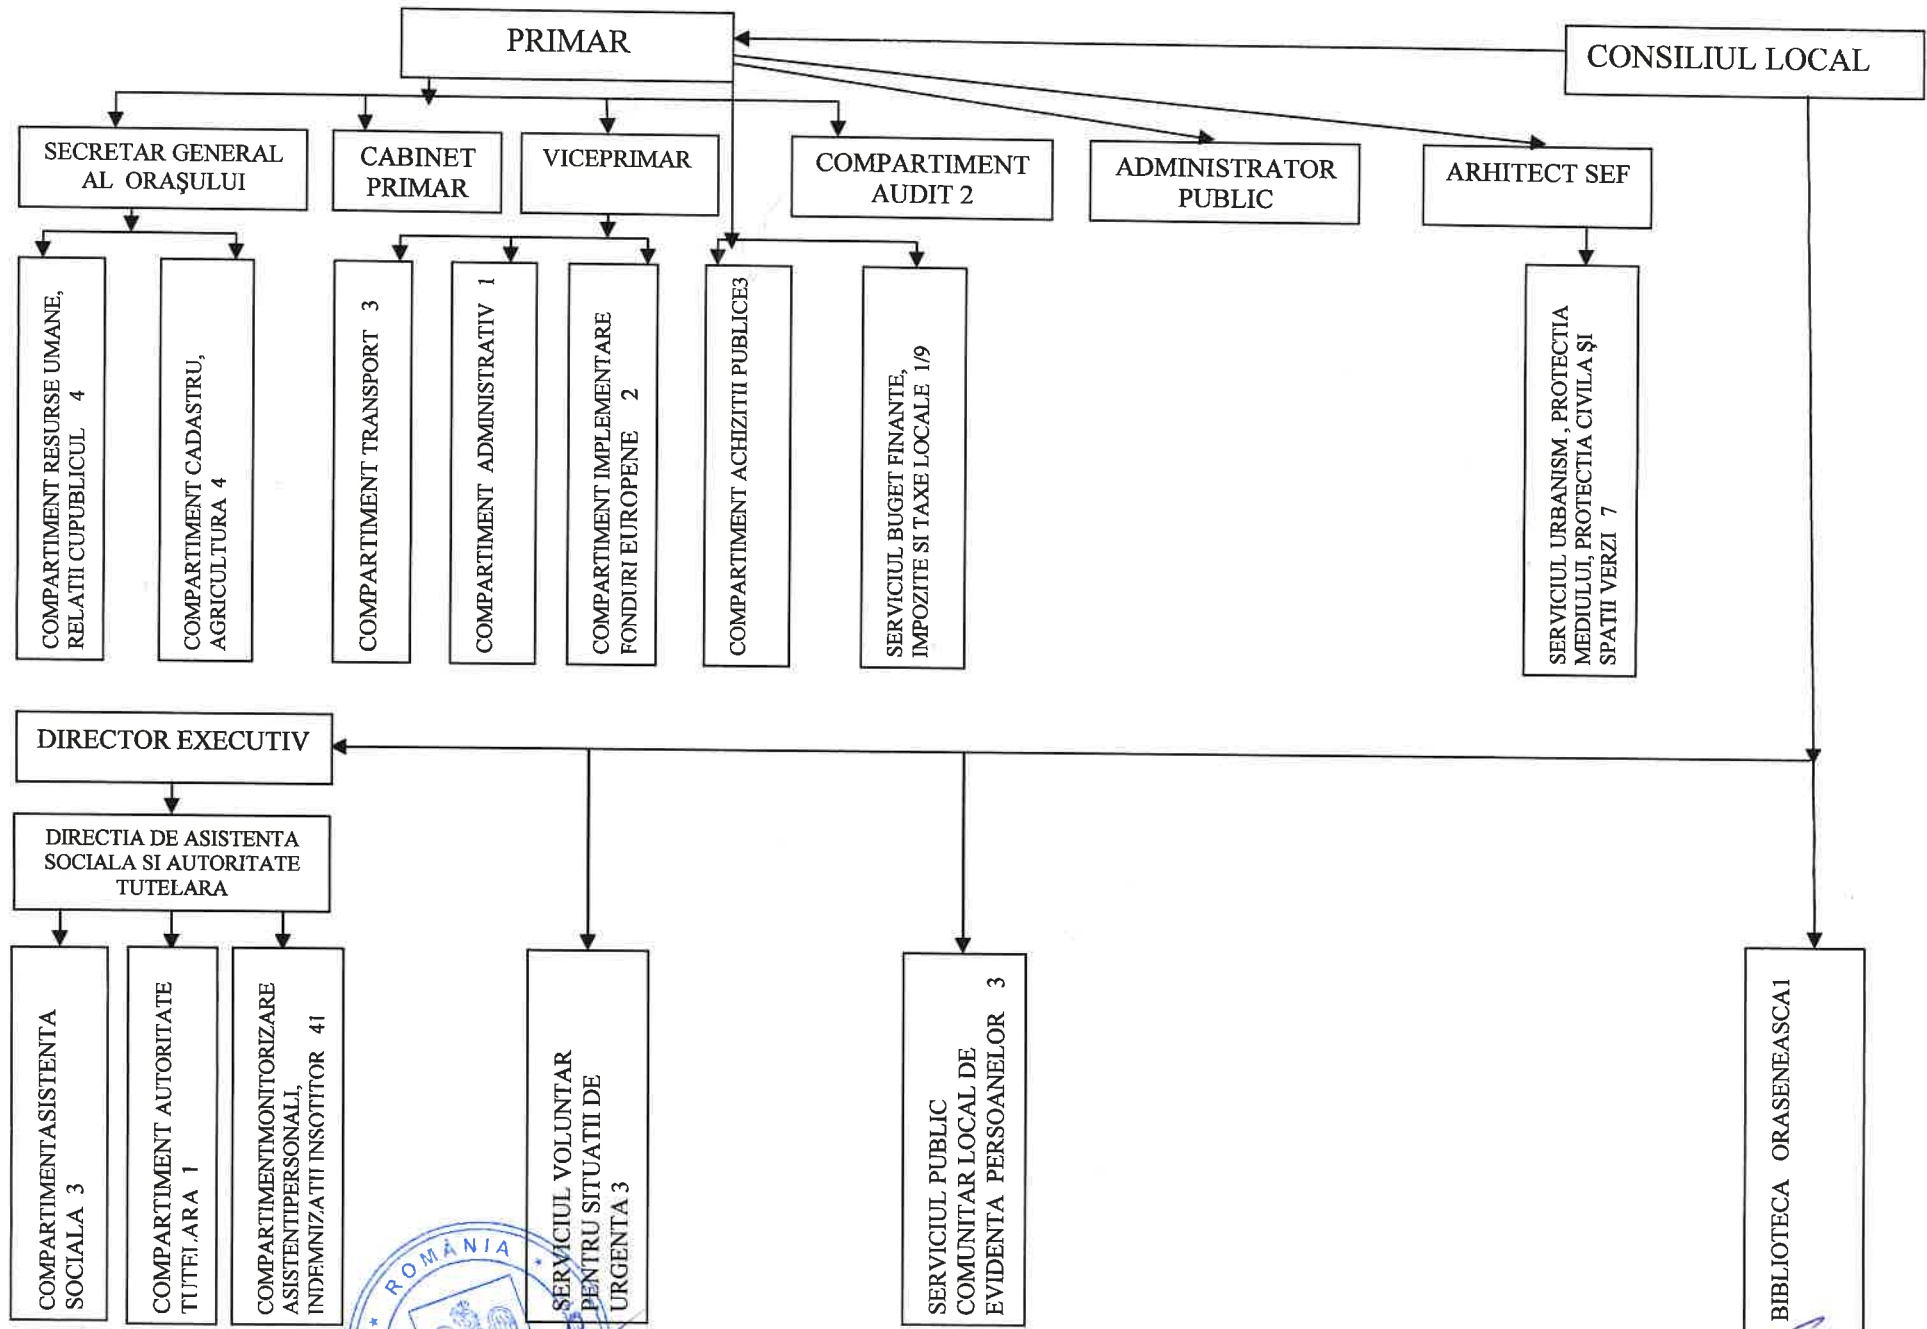 PRIMAR
CONSILIUL LOCAL
SECRETAR GENERAL
AL ORAŞULUI
CABINET
PRIMAR
VICEPRIMAR
COMPARTIMENT
AUDIT 2
ADMINISTRATOR
PUBLIC
ARHITECT SEF
COMPARTIMENT RESURSE UMANE,
RELATII CUPUBLICUL 4
COMPARTIMENT CADASTRU,
AGRICULTURA 4
COMPARTIMENT TRANSPORT 3
COMPARTIMENT ADMINISTRATIV 1
COMPARTIMENT IMPLEMENTARE
FONDURI EUROPENE 2
COMPARTIMENT ACHIZITII PUBLICE3
SERVICIUL BUGET FINANTE,
IMPOZITE SI TAXE LOCALE 1/9
SERVICIUL URBANISM , PROTECTIA
MEDIULUI, PROTECTIA CIVILA ŞI
SPATII VERZI 7
DIRECTOR EXECUTIV
DIRECTIA DE ASISTENTA
SOCIALA SI AUTORITATE
TUTELARA
COMPARTIMENTASISTENTA
SOCIALA 3
COMPARTIMENT AUTORITATE
TUTELARA 1
COMPARTIMENTMONITORIZARE
ASISTENTIPERSONALI,
INDEMNIZATII INSOTITOR 41
SERVICIUL VOLUNTAR
PENTRU SITUATII DE
URGENTA 3
SERVICIUL PUBLIC
COMUNITAR LOCAL DE
EVIDENTA PERSOANELOR 3
BIBLIOTECA ORASENEASCA1
ROMÂNIA